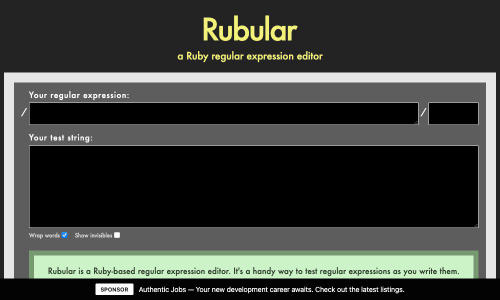 Rubular
a Ruby regular expression editor
Your regular expression:
/ /
Your test string:
Wrap words Show invisibles
Rubular is a Ruby-based regular expression editor. It's a handy way to test regular expressions as you write them.
SPONSOR Authentic Jobs — Your new development career awaits. Check out the latest listings.